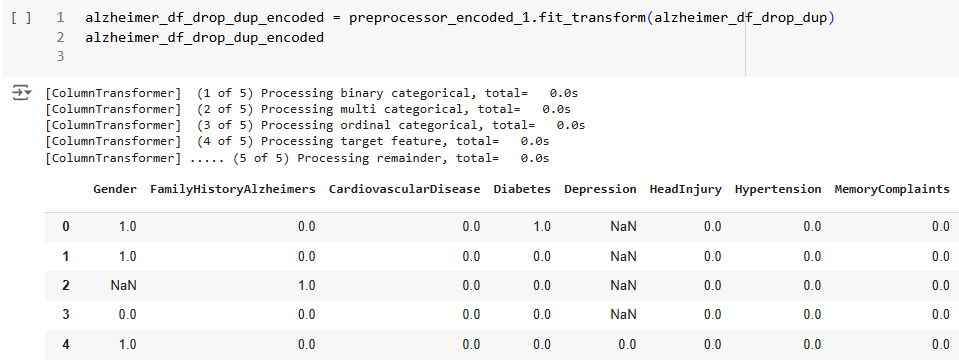 [ ] 1 alzheimer_df_drop_dup_encoded = preprocessor_encoded_1.fit_transform(alzheimer_df_drop_dup)
2 alzheimer_df_drop_dup_encoded
3
[ColumnTransformer]  (1 of 5) Processing binary categorical, total=   0.0s
[ColumnTransformer]  (2 of 5) Processing multi categorical, total=   0.0s
[ColumnTransformer]  (3 of 5) Processing ordinal categorical, total=   0.0s
[ColumnTransformer]  (4 of 5) Processing target feature, total=   0.0s
[ColumnTransformer] ..... (5 of 5) Processing remainder, total=   0.0s
Gender FamilyHistoryAlzheimers CardiovascularDisease Diabetes Depression HeadInjury Hypertension MemoryComplaints
0 1.0 0.0 0.0 1.0 NaN 0.0 0.0 0.0
1 1.0 0.0 0.0 0.0 NaN 0.0 0.0 0.0
2 NaN 1.0 0.0 0.0 NaN 0.0 0.0 0.0
3 0.0 0.0 0.0 0.0 NaN 0.0 0.0 0.0
4 1.0 0.0 0.0 0.0 0.0 0.0 0.0 0.0